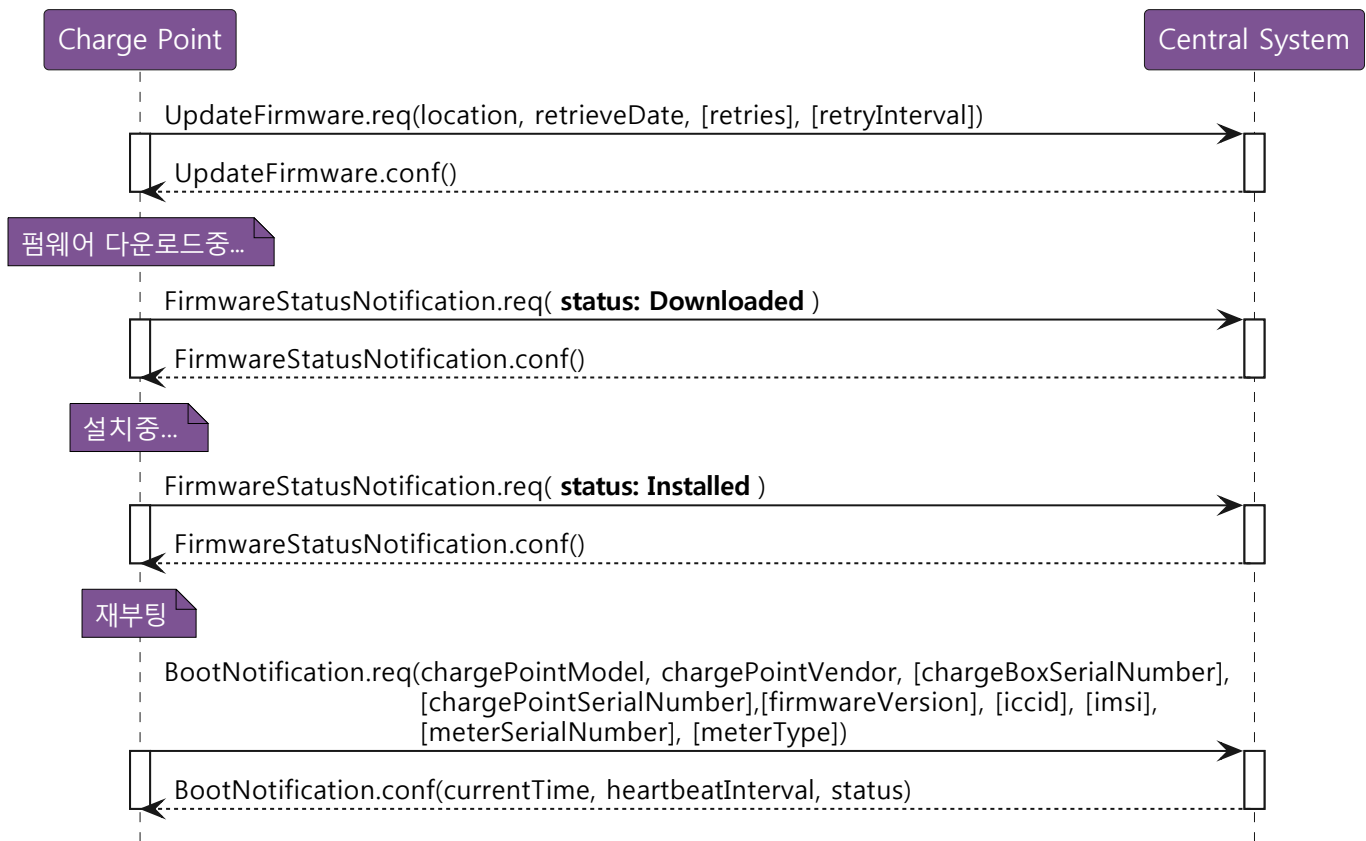 Charge Point
Central System
UpdateFirmware.req(location, retrieveDate, [retries], [retryInterval])
UpdateFirmware.conf()
펌웨어 다운로드중...
FirmwareStatusNotification.req( status: Downloaded )
FirmwareStatusNotification.conf()
설치중...
FirmwareStatusNotification.req( status: Installed )
FirmwareStatusNotification.conf()
재부팅
BootNotification.req(chargePointModel, chargePointVendor, [chargeBoxSerialNumber],
[chargePointSerialNumber],[firmwareVersion], [iccid], [imsi],
[meterSerialNumber], [meterType])
BootNotification.conf(currentTime, heartbeatInterval, status)